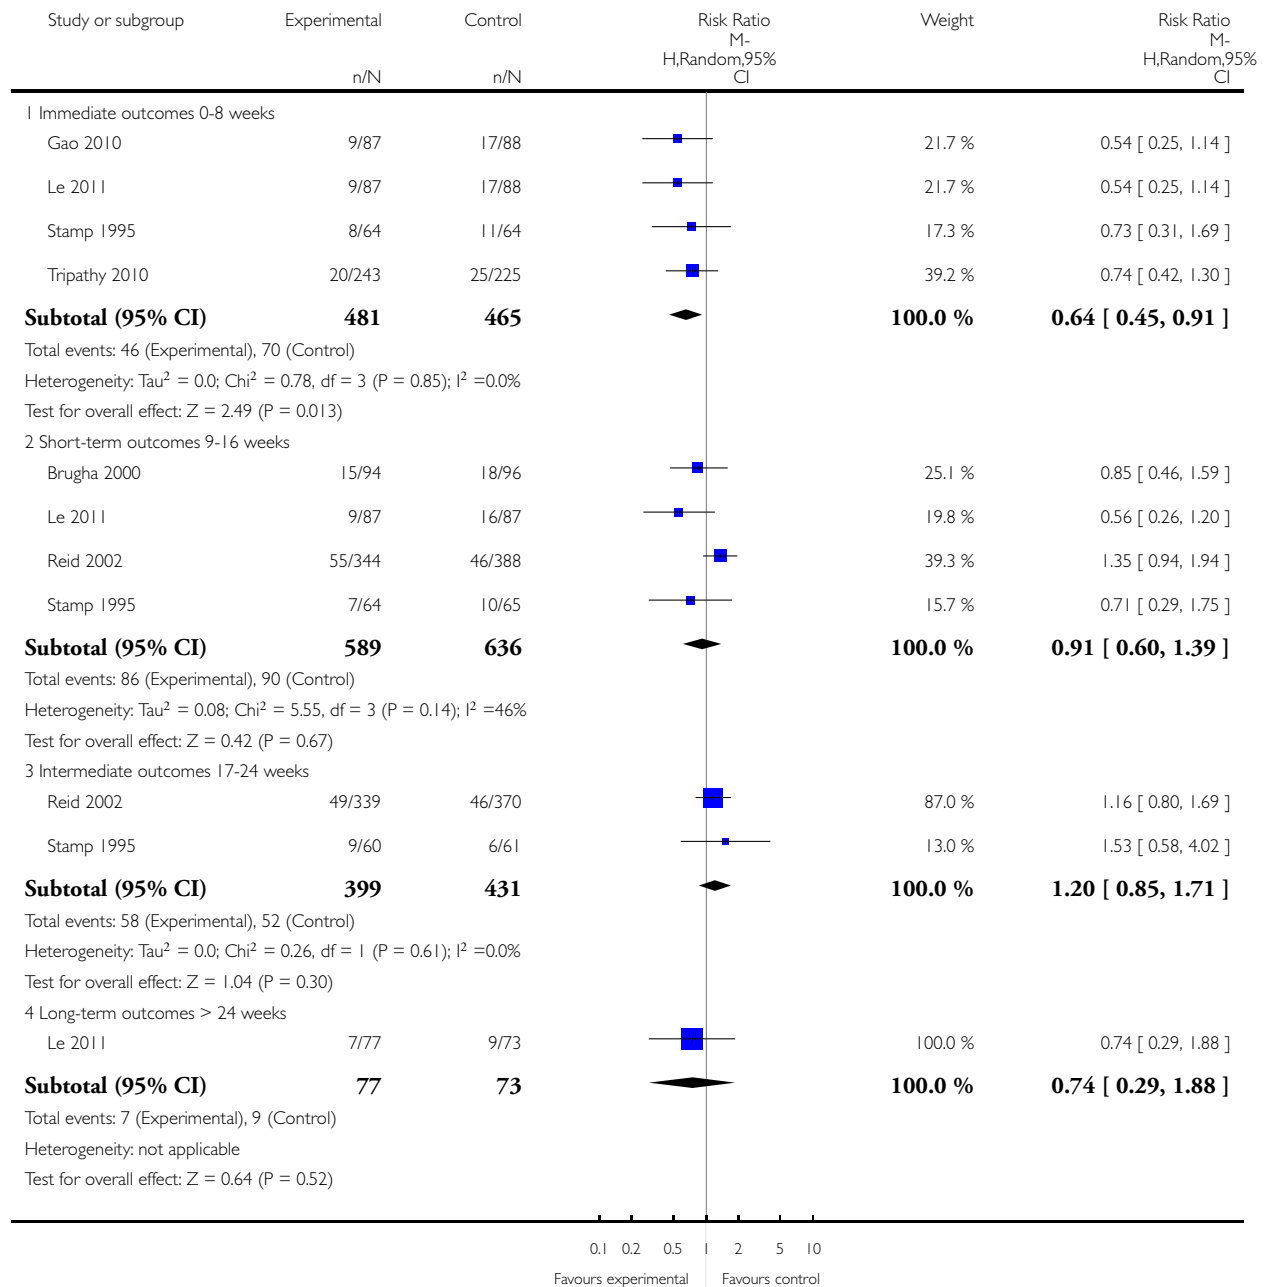 Study or subgroup Experimental Control Risk Ratio Weight Risk Ratio
M- M-
H,Random,95% H,Random,95%
n/N n/N CI CI
1 Immediate outcomes 0-8 weeks
Gao 2010 9/87 17/88 21.7 % 0.54 [ 0.25, 1.14 ]
Le 2011 9/87 17/88 21.7 % 0.54 [ 0.25, 1.14 ]
Stamp 1995 8/64 11/64 17.3 % 0.73 [ 0.31, 1.69 ]
Tripathy 2010 20/243 25/225 39.2 % 0.74 [ 0.42, 1.30 ]
Subtotal (95% CI) 481 465 100.0 % 0.64 [ 0.45, 0.91 ]
Total events: 46 (Experimental), 70 (Control)
Heterogeneity: Tau² = 0.0; Chi² = 0.78, df = 3 (P = 0.85); I² =0.0%
Test for overall effect: Z = 2.49 (P = 0.013)
2 Short-term outcomes 9-16 weeks
Brugha 2000 15/94 18/96 25.1 % 0.85 [ 0.46, 1.59 ]
Le 2011 9/87 16/87 19.8 % 0.56 [ 0.26, 1.20 ]
Reid 2002 55/344 46/388 39.3 % 1.35 [ 0.94, 1.94 ]
Stamp 1995 7/64 10/65 15.7 % 0.71 [ 0.29, 1.75 ]
Subtotal (95% CI) 589 636 100.0 % 0.91 [ 0.60, 1.39 ]
Total events: 86 (Experimental), 90 (Control)
Heterogeneity: Tau² = 0.08; Chi² = 5.55, df = 3 (P = 0.14); I² =46%
Test for overall effect: Z = 0.42 (P = 0.67)
3 Intermediate outcomes 17-24 weeks
Reid 2002 49/339 46/370 87.0 % 1.16 [ 0.80, 1.69 ]
Stamp 1995 9/60 6/61 13.0 % 1.53 [ 0.58, 4.02 ]
Subtotal (95% CI) 399 431 100.0 % 1.20 [ 0.85, 1.71 ]
Total events: 58 (Experimental), 52 (Control)
Heterogeneity: Tau² = 0.0; Chi² = 0.26, df = 1 (P = 0.61); I² =0.0%
Test for overall effect: Z = 1.04 (P = 0.30)
4 Long-term outcomes > 24 weeks
Le 2011 7/77 9/73 100.0 % 0.74 [ 0.29, 1.88 ]
Subtotal (95% CI) 77 73 100.0 % 0.74 [ 0.29, 1.88 ]
Total events: 7 (Experimental), 9 (Control)
Heterogeneity: not applicable
Test for overall effect: Z = 0.64 (P = 0.52)
0.1 0.2 0.5 1 2 5 10
Favours experimental Favours control